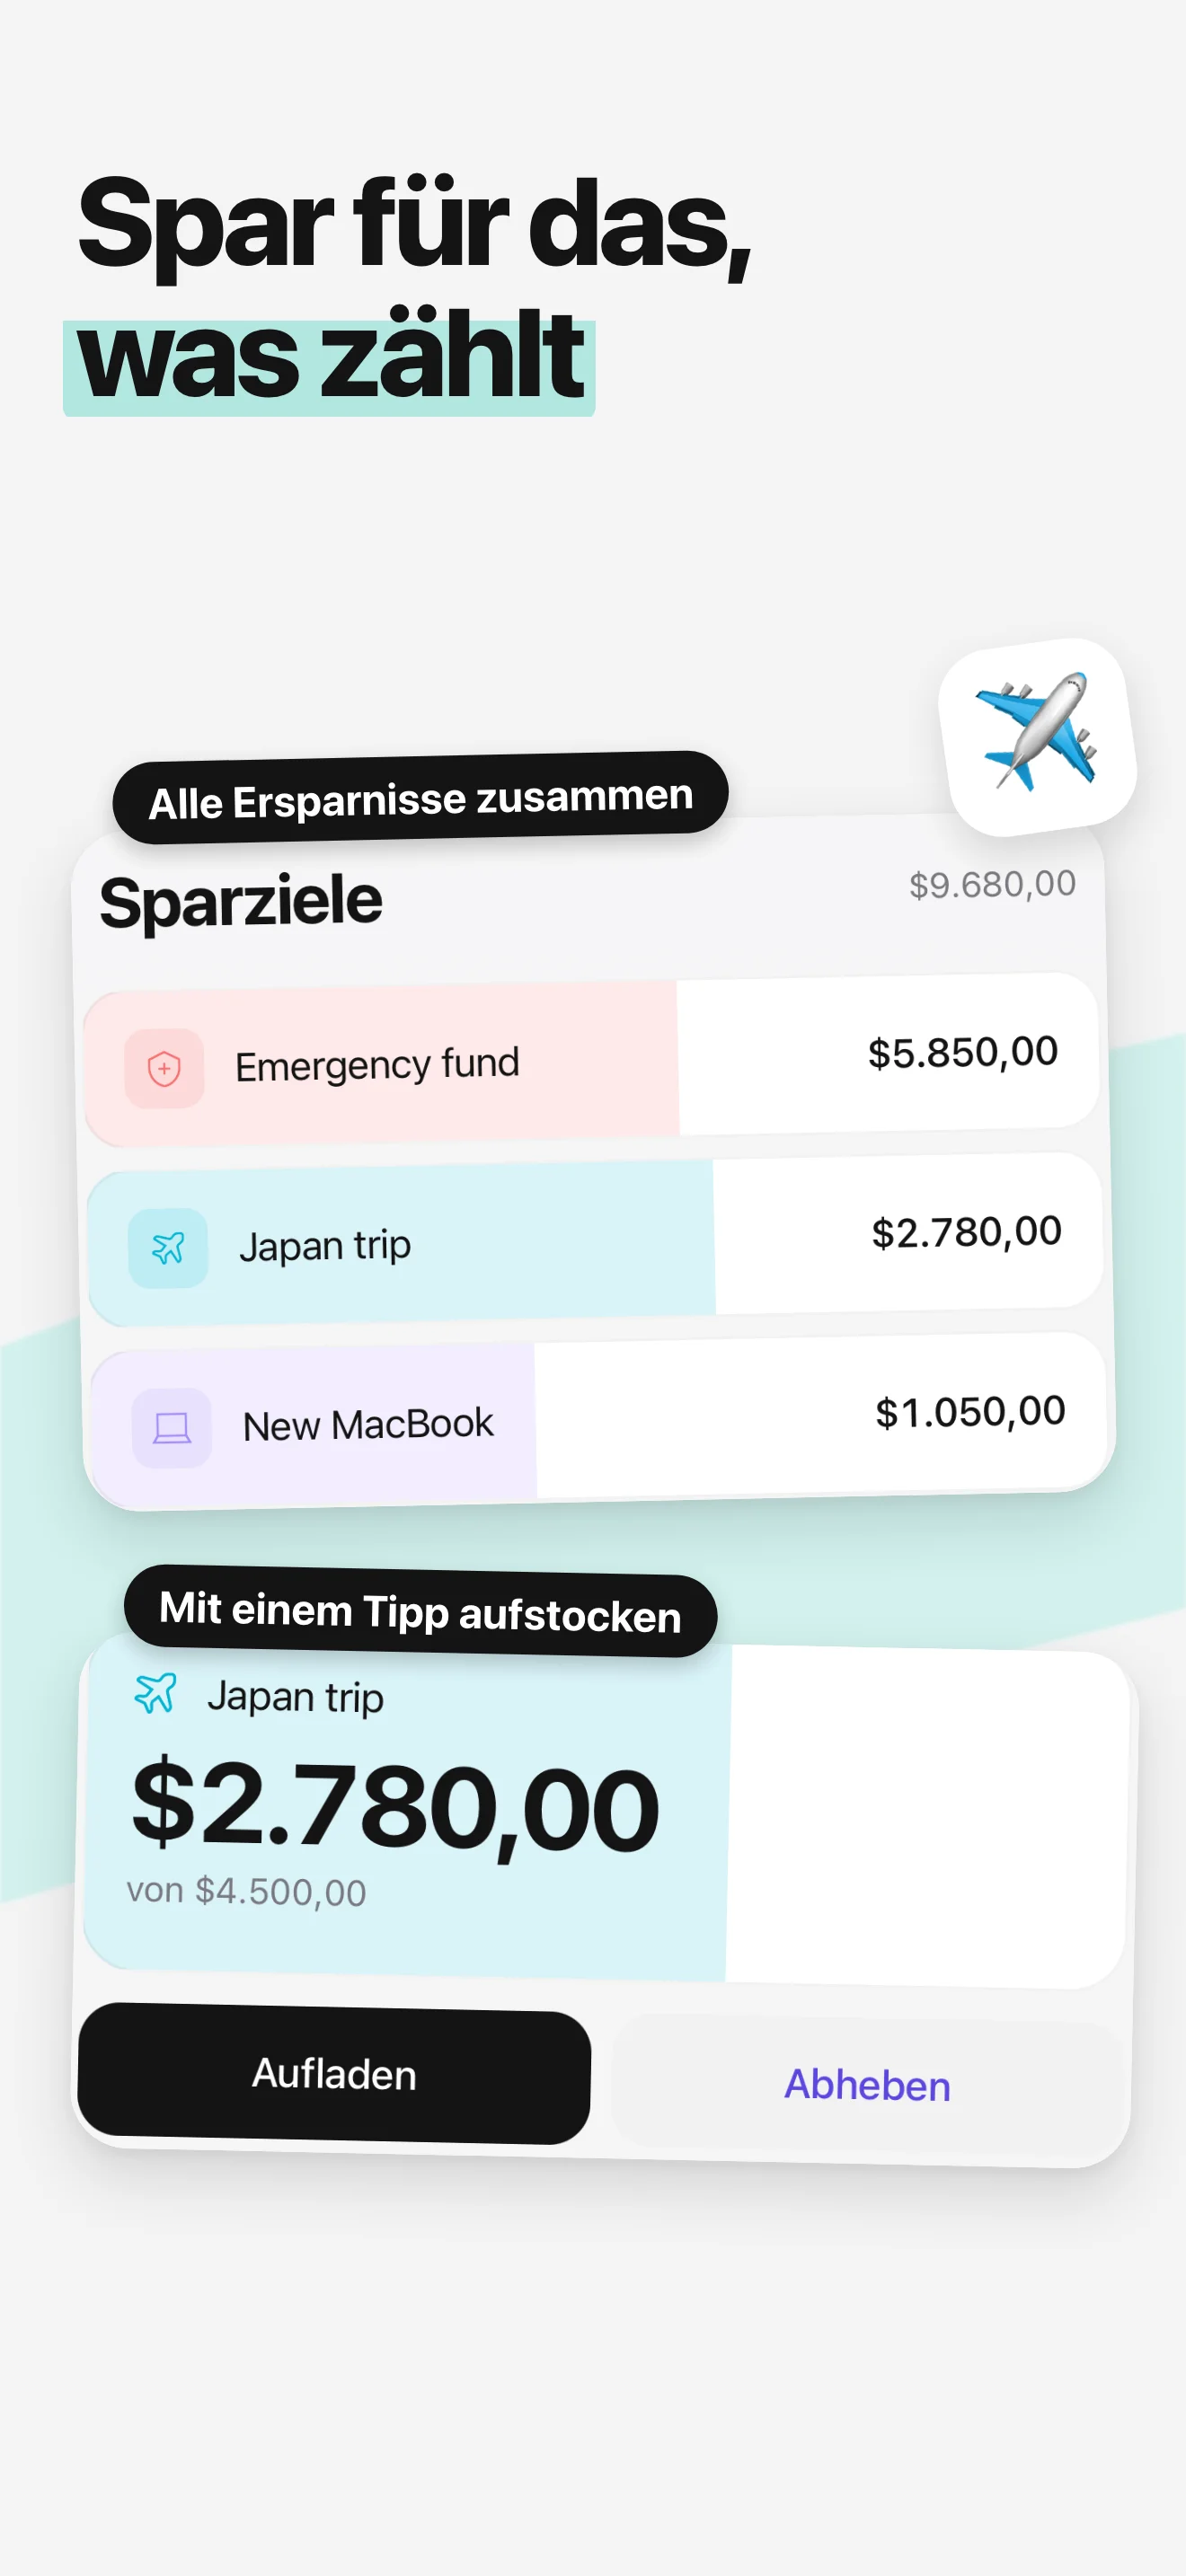 Spar für das,
was zählt
Alle Ersparnisse zusammen
Sparziele
$9.680,00
Emergency fund
$5.850,00
Japan trip
$2.780,00
New MacBook
$1.050,00
Mit einem Tipp aufstocken
Japan trip
$2.780,00
von $4.500,00
Aufladen
Abheben